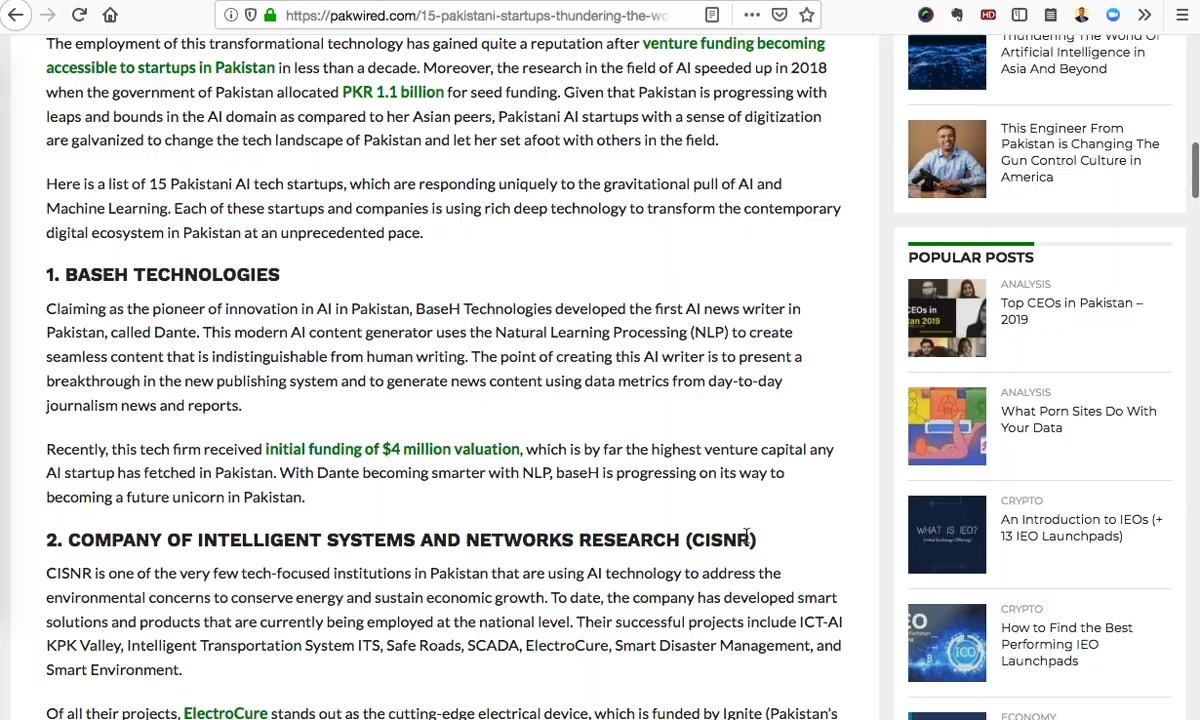 https://pakwired.com/15-pakistani-startups-thundering-the-wo
HD
The employment of this transformational technology has gained quite a reputation after venture funding becoming
accessible to startups in Pakistan in less than a decade. Moreover, the research in the field of AI speeded up in 2018
when the government of Pakistan allocated PKR 1.1 billion for seed funding. Given that Pakistan is progressing with
leaps and bounds in the AI domain as compared to her Asian peers, Pakistani AI startups with a sense of digitization
are galvanized to change the tech landscape of Pakistan and let her set afoot with others in the field.
Here is a list of 15 Pakistani AI tech startups, which are responding uniquely to the gravitational pull of AI and
Machine Learning. Each of these startups and companies is using rich deep technology to transform the contemporary
digital ecosystem in Pakistan at an unprecedented pace.
1. BASEH TECHNOLOGIES
Claiming as the pioneer of innovation in AI in Pakistan, BaseH Technologies developed the first AI news writer in
Pakistan, called Dante. This modern AI content generator uses the Natural Learning Processing (NLP) to create
seamless content that is indistinguishable from human writing. The point of creating this AI writer is to present a
breakthrough in the new publishing system and to generate news content using data metrics from day-to-day
journalism news and reports.
Recently, this tech firm received initial funding of $4 million valuation, which is by far the highest venture capital any
AI startup has fetched in Pakistan. With Dante becoming smarter with NLP, baseH is progressing on its way to
becoming a future unicorn in Pakistan.
2. COMPANY OF INTELLIGENT SYSTEMS AND NETWORKS RESEARCH (CISNR)
CISNR is one of the very few tech-focused institutions in Pakistan that are using AI technology to address the
environmental concerns to conserve energy and sustain economic growth. To date, the company has developed smart
solutions and products that are currently being employed at the national level. Their successful projects include ICT-AI
KPK Valley, Intelligent Transportation System ITS, Safe Roads, SCADA, ElectroCure, Smart Disaster Management, and
Smart Environment.
Of all their projects, ElectroCure stands out as the cutting-edge electrical device, which is funded by Ignite (Pakistan's
Thundering The World Of
Artificial Intelligence in
Asia And Beyond
This Engineer From
Pakistan is Changing The
Gun Control Culture in
America
POPULAR POSTS
CEOs in
an 2019
ANALYSIS
Top CEOs in Pakistan –
2019
ANALYSIS
What Porn Sites Do With
Your Data
WHAT IS IEO?
CRYPTO
An Introduction to IEOs (+
13 IEO Launchpads)
EO
ICO
CRYPTO
How to Find the Best
Performing IEO
Launchpads
ECONOMY